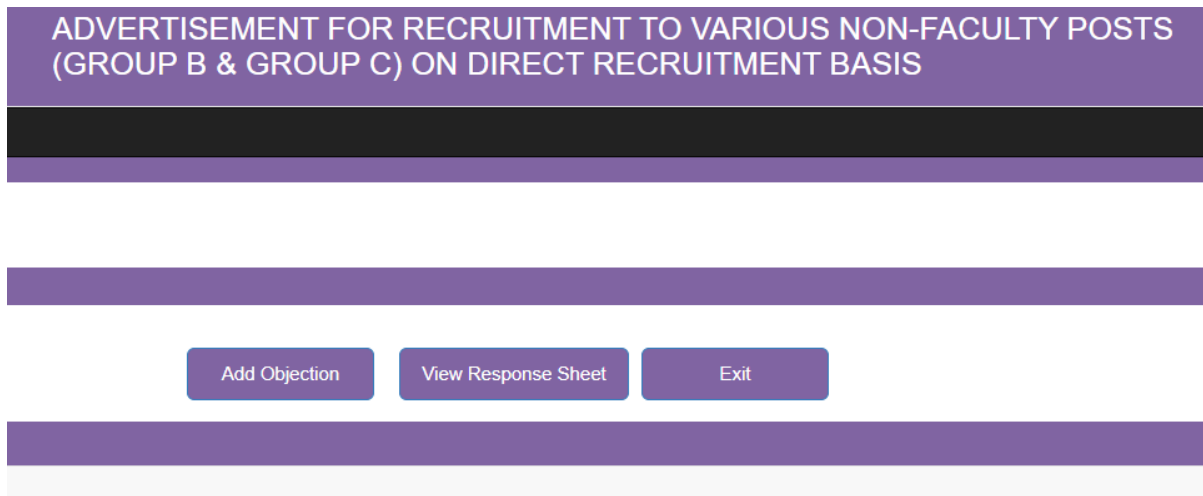 ADVERTISEMENT FOR RECRUITMENT TO VARIOUS NON-FACULTY POSTS
(GROUP B & GROUP C) ON DIRECT RECRUITMENT BASIS
Add Objection
View Response Sheet
Exit